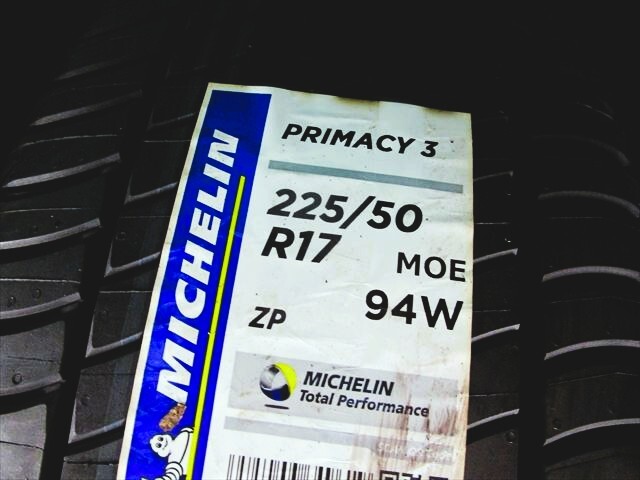 MICHELIN
PRIMACY 3
225/50
R17 MOE
94W
ZP
MICHELIN
Total Performance